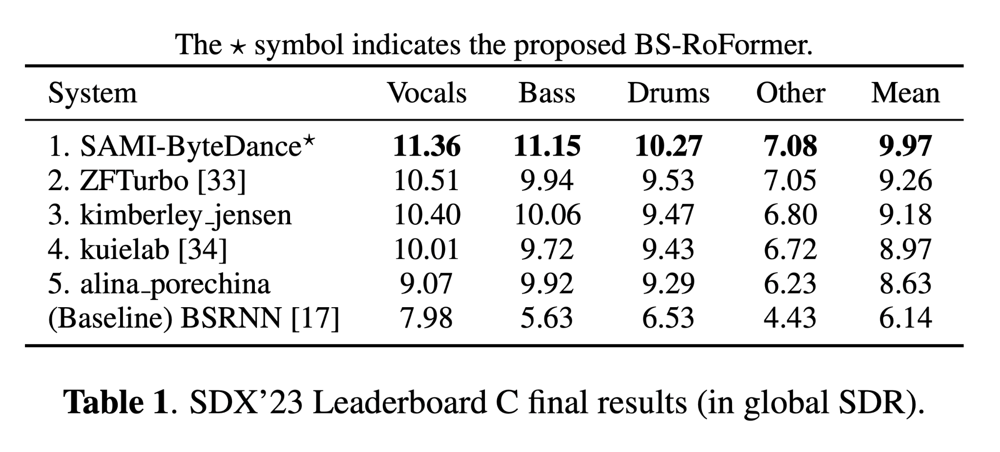 The ⋆ symbol indicates the proposed BS-RoFormer.
System Vocals Bass Drums Other Mean
1. SAMI-ByteDance⋆ 11.36 11.15 10.27 7.08 9.97
2. ZFTurbo [33] 10.51 9.94 9.53 7.05 9.26
3. kimberley_jensen 10.40 10.06 9.47 6.80 9.18
4. kuielab [34] 10.01 9.72 9.43 6.72 8.97
5. alina_porechina 9.07 9.92 9.29 6.23 8.63
(Baseline) BSRNN [17] 7.98 5.63 6.53 4.43 6.14
Table 1. SDX’23 Leaderboard C final results (in global SDR).